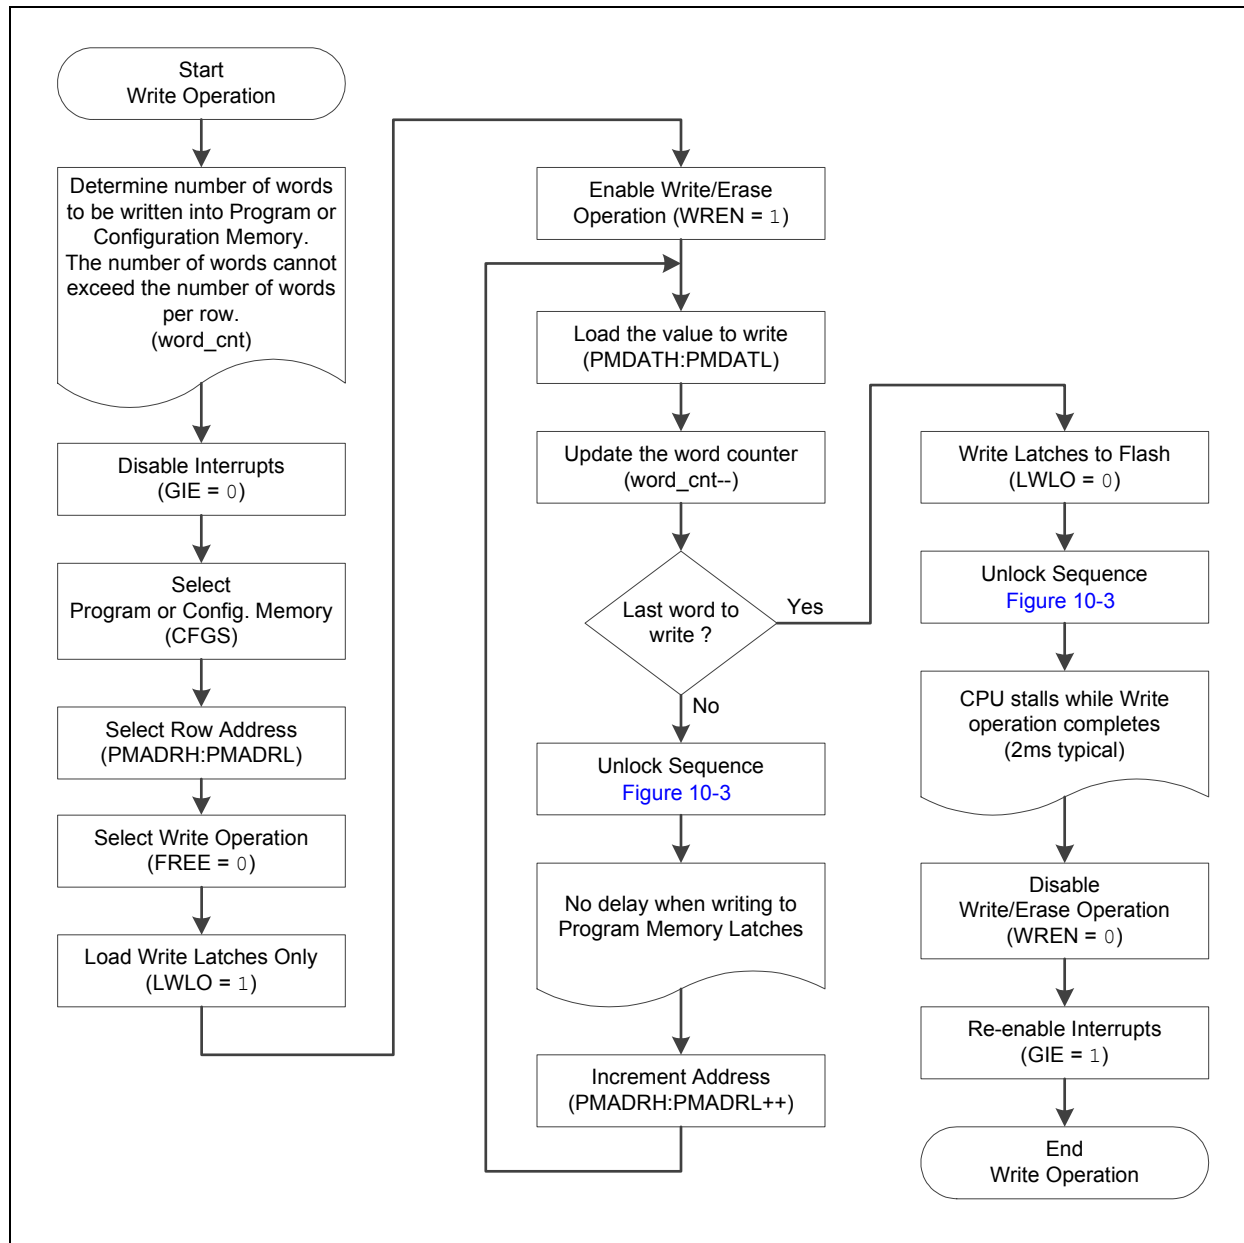 Start
Write Operation
Determine number of words
to be written into Program or
Configuration Memory.
The number of words cannot
exceed the number of words
per row.
(word_cnt)
Disable Interrupts
(GIE = 0)
Select
Program or Config. Memory
(CFGS)
Select Row Address
(PMADRH:PMADRL)
Select Write Operation
(FREE = 0)
Load Write Latches Only
(LWLO = 1)
Enable Write/Erase
Operation (WREN = 1)
Load the value to write
(PMDATH:PMDATL)
Update the word counter
(word_cnt--)
Last word to
write ?
Yes
No
Unlock Sequence
Figure 10-3
No delay when writing to
Program Memory Latches
Increment Address
(PMADRH:PMADRL++)
Write Latches to Flash
(LWLO = 0)
Unlock Sequence
Figure 10-3
CPU stalls while Write
operation completes
(2ms typical)
Disable
Write/Erase Operation
(WREN = 0)
Re-enable Interrupts
(GIE = 1)
End
Write Operation